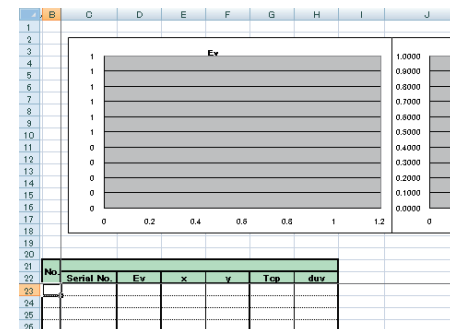 B C D E F G H I J
1
2
3 Ev
4 1 1.0000
5 1 0.9000
6 1 0.8000
7 1 0.7000
8 1 0.6000
9 1 0.5000
10 0 0.4000
11 0 0.3000
12 0 0.2000
13 0 0.1000
14 0 0.0000
15
16
17 0 0.2 0.4 0.6 0.8 1 1.2 0
18
19
20
21 No.
22 Serial No. Ev x y Tcp duv
23
24
25
26